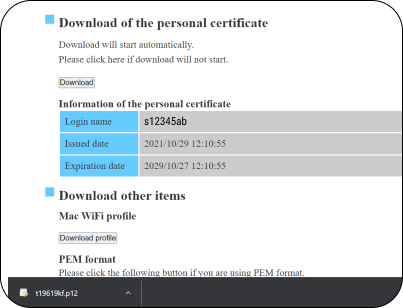 Download of the personal certificate
Download will start automatically.
Please click here if download will not start.
Download
Information of the personal certificate
Login name s12345ab
Issued date 2021/10/29 12:10:55
Expiration date 2029/10/27 12:10:55
Download other items
Mac WiFi profile
Download profile
PEM format
Please click the following button if you are using PEM format.
t19619kf.p12